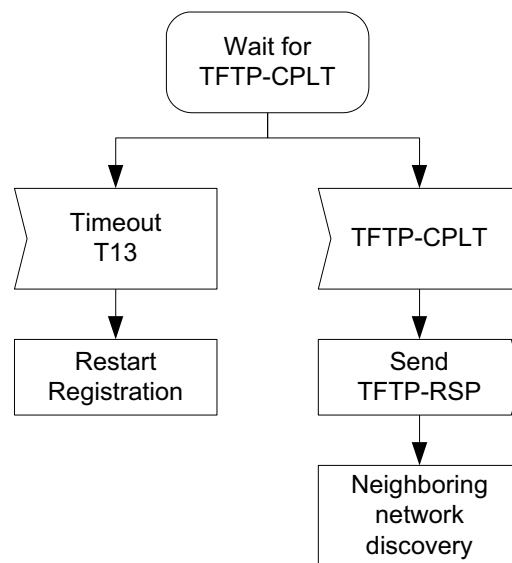 Wait for
TFTP-CPLT
Timeout
T13
TFTP-CPLT
Restart
Registration
Send
TFTP-RSP
Neighboring
network
discovery